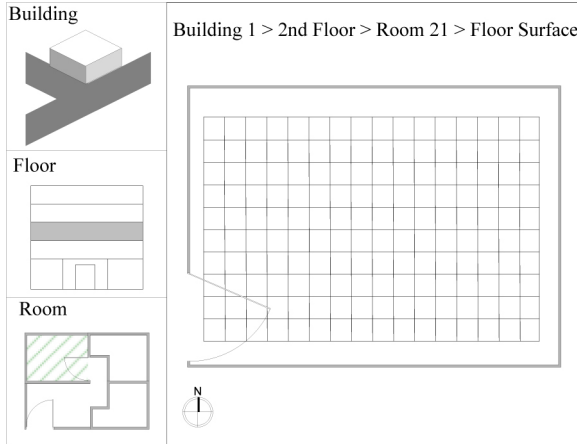 Building
Building 1 > 2nd Floor > Room 21 > Floor Surface
Floor
Room
N